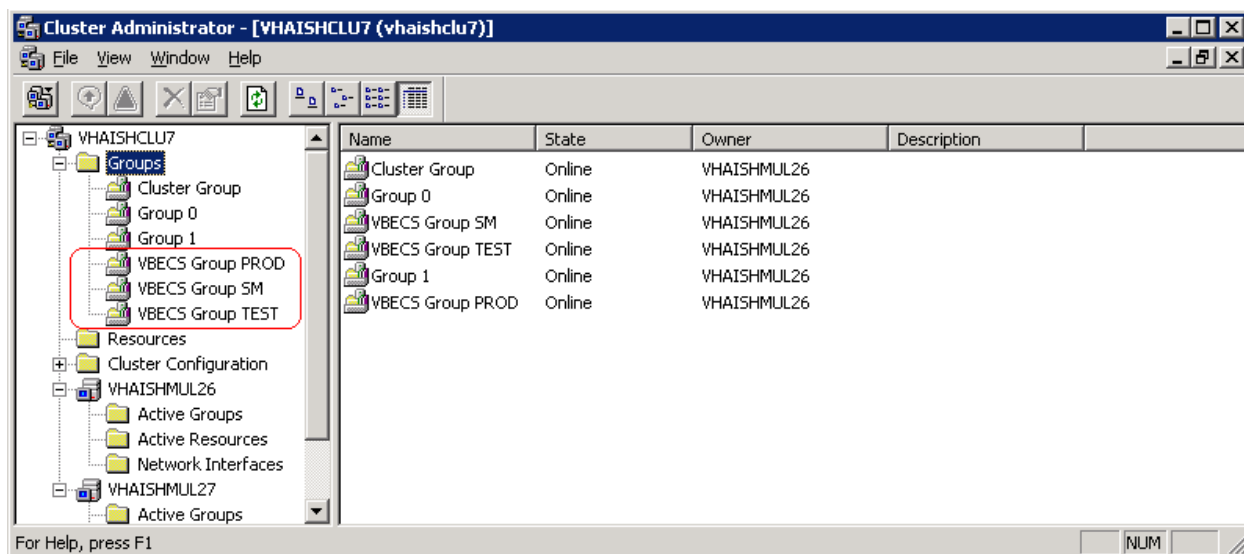 Cluster Administrator - [VHAISHCLU7 (vhaishclu7)]
File View Window Help
VHAISHCLU7
Groups
Cluster Group
Group 0
Group 1
VBECS Group PROD
VBECS Group SM
VBECS Group TEST
Resources
Cluster Configuration
VHAISHMUL26
Active Groups
Active Resources
Network Interfaces
VHAISHMUL27
Active Groups
Name State Owner Description
Cluster Group Online VHAISHMUL26
Group 0 Online VHAISHMUL26
VBECS Group SM Online VHAISHMUL26
VBECS Group TEST Online VHAISHMUL26
Group 1 Online VHAISHMUL26
VBECS Group PROD Online VHAISHMUL26
For Help, press F1 NUM